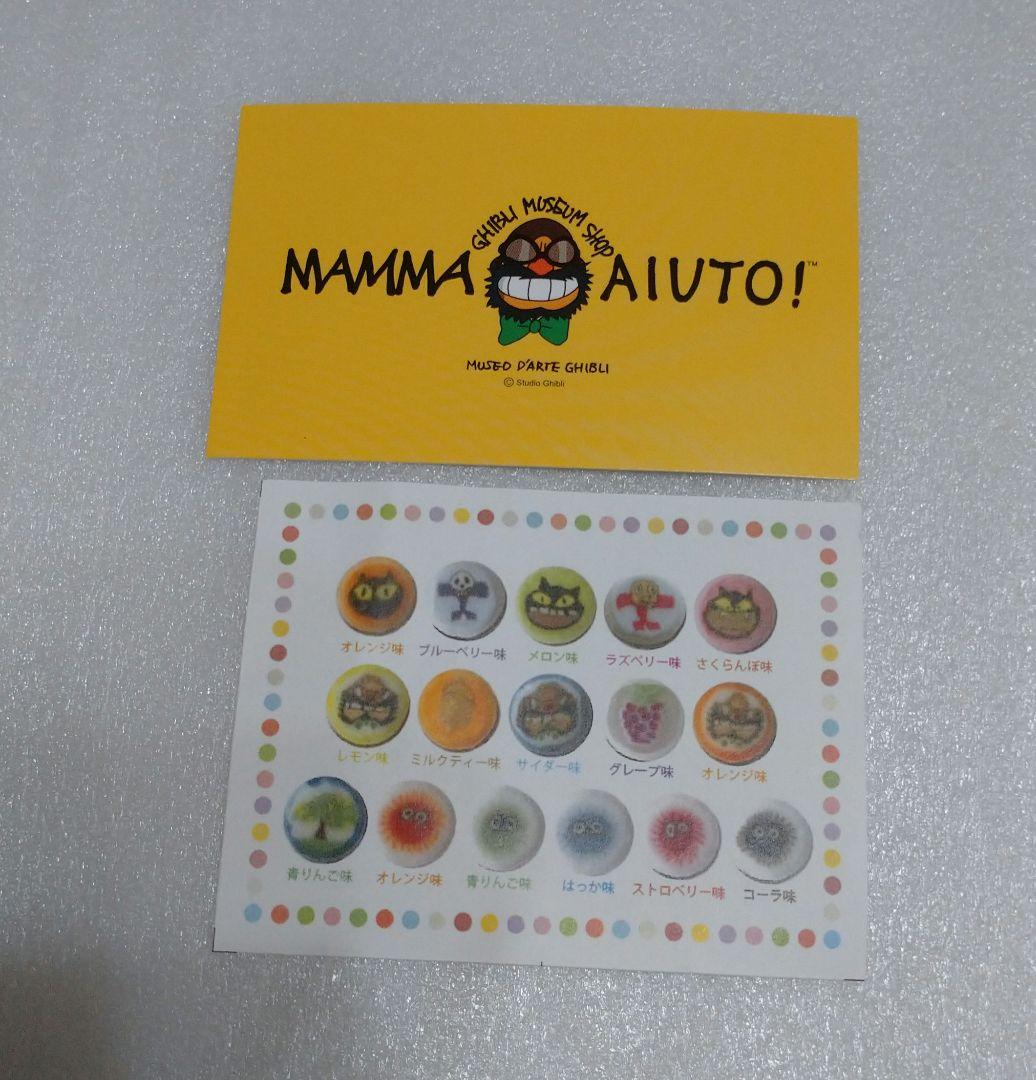 GHIBLI MUSEUM SHOP
MAMMA AIUTO!™
MUSEO D'ARTE GHIBLI
© Studio Ghibli
オレンジ味 ブルーベリー味 メロン味 ラズベリー味 さくらんぼ味
レモン味 ミルクティー味 サイダー味 グレープ味 オレンジ味
青りんご味 オレンジ味 青りんご味 はっか味 ストロベリー味 コーラ味